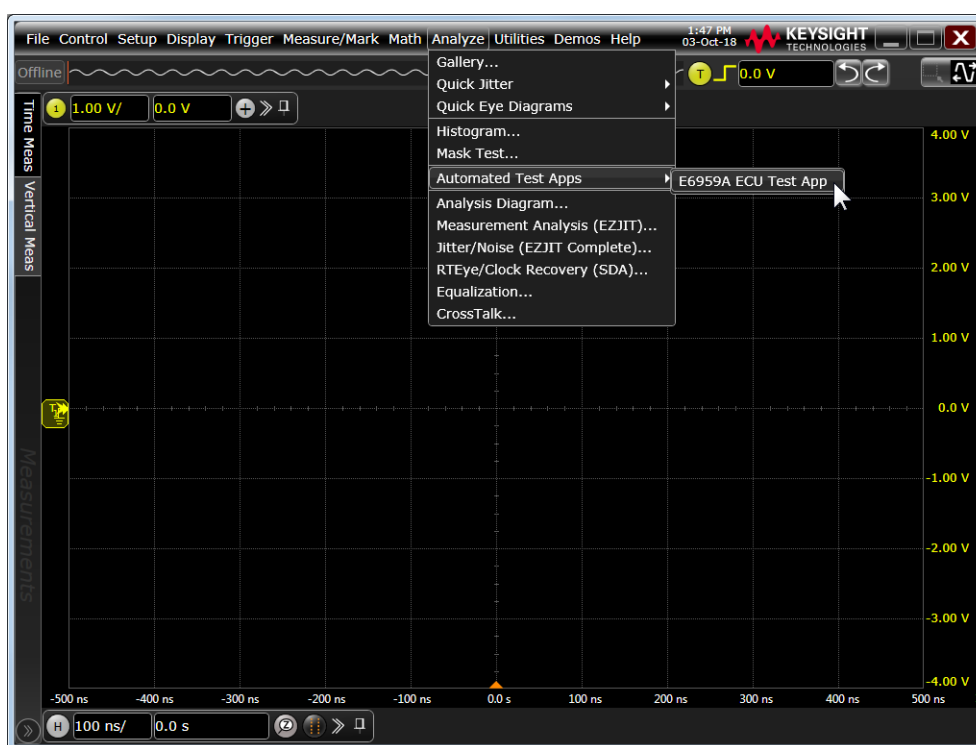 File Control Setup Display Trigger Measure/Mark Math Analyze Utilities Demos Help
1:47 PM
03-Oct-18
KEYSIGHT
TECHNOLOGIES
Offline
T
0.0 V
Gallery...
Quick Jitter
Quick Eye Diagrams
Histogram...
Mask Test...
Automated Test Apps
E6959A ECU Test App
Analysis Diagram...
Measurement Analysis (EZJIT)...
Jitter/Noise (EZJIT Complete)...
RTEye/Clock Recovery (SDA)...
Equalization...
CrossTalk...
1 1.00 V/ 0.0 V
Time Meas
Vertical Meas
Measurements
4.00 V
3.00 V
2.00 V
1.00 V
0.0 V
-1.00 V
-2.00 V
-3.00 V
-4.00 V
-500 ns -400 ns -300 ns -200 ns -100 ns 0.0 s 100 ns 200 ns 300 ns 400 ns 500 ns
H 100 ns/ 0.0 s
Z